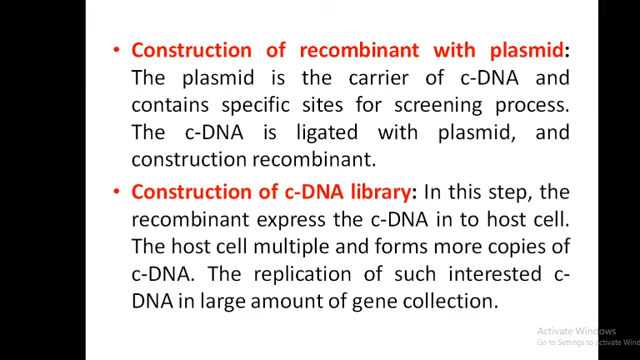 • Construction of recombinant with plasmid:
The plasmid is the carrier of c-DNA and
contains specific sites for screening process.
The c-DNA is ligated with plasmid, and
construction recombinant.
• Construction of c-DNA library: In this step, the
recombinant express the c-DNA in to host cell.
The host cell multiple and forms more copies of
c-DNA. The replication of such interested c-
DNA in large amount of gene collection.
Activate Windows
Go to Settings to Activate Win